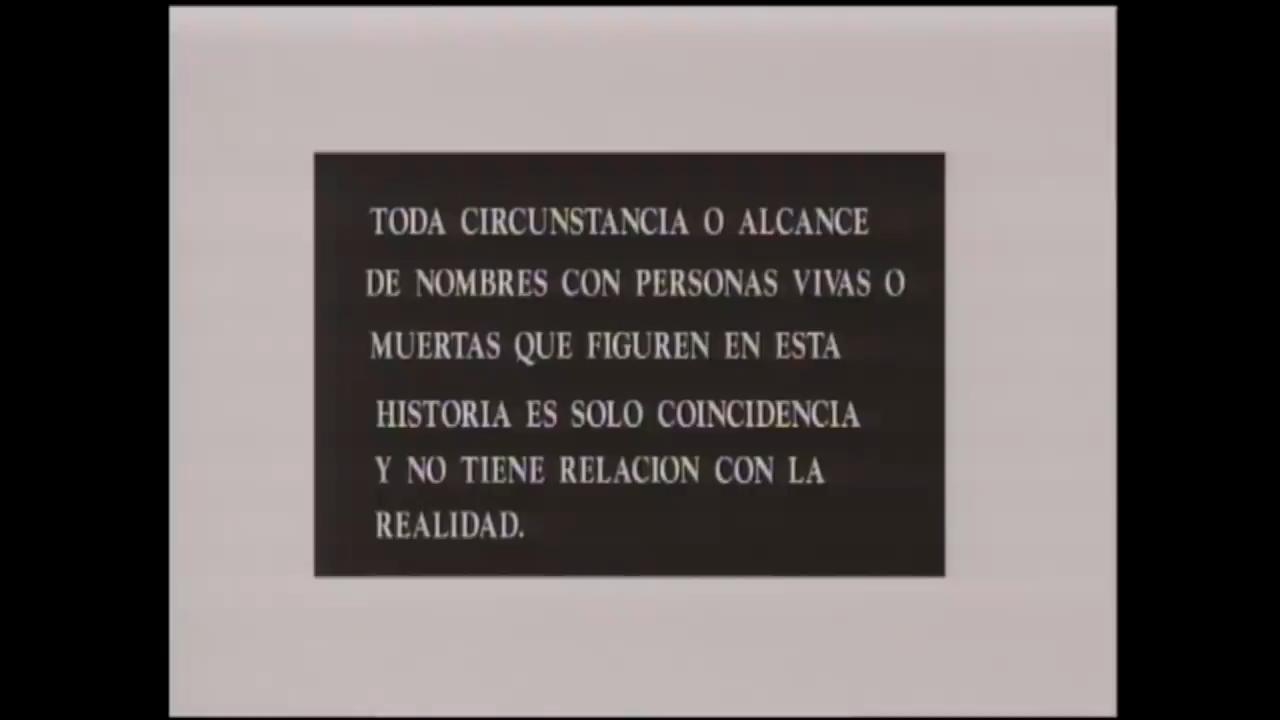 TODA CIRCUNSTANCIA O ALCANCE
DE NOMBRES CON PERSONAS VIVAS O
MUERTAS QUE FIGUREN EN ESTA
HISTORIA ES SOLO COINCIDENCIA
Y NO TIENE RELACION CON LA
REALIDAD.